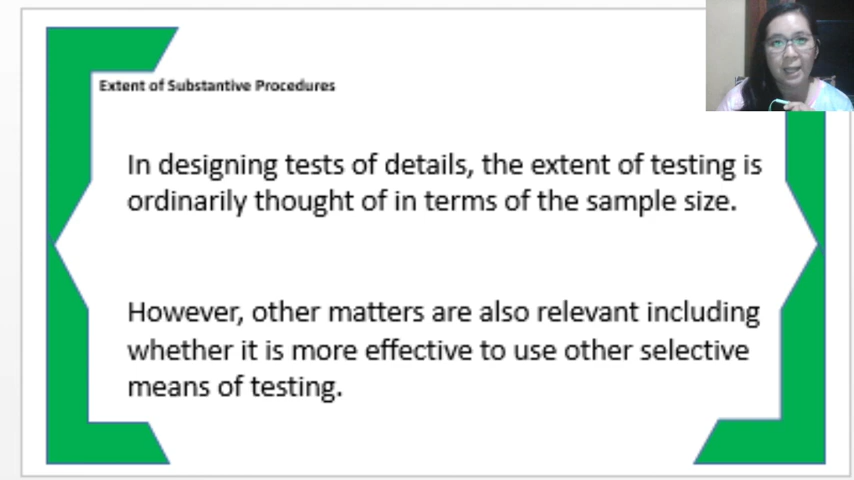 Extent of Substantive Procedures
In designing tests of details, the extent of testing is
ordinarily thought of in terms of the sample size.
However, other matters are also relevant including
whether it is more effective to use other selective
means of testing.